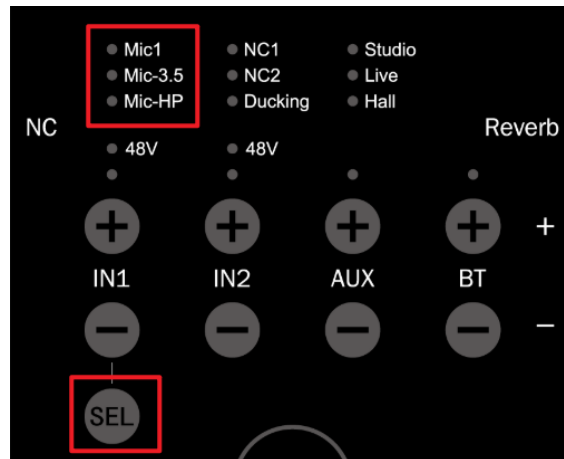 Mic1 NC1 Studio
Mic-3.5 NC2 Live
Mic-HP Ducking Hall
NC Reverb
48V 48V
+ + + + +
IN1 IN2 AUX BT
− − − − −
SEL